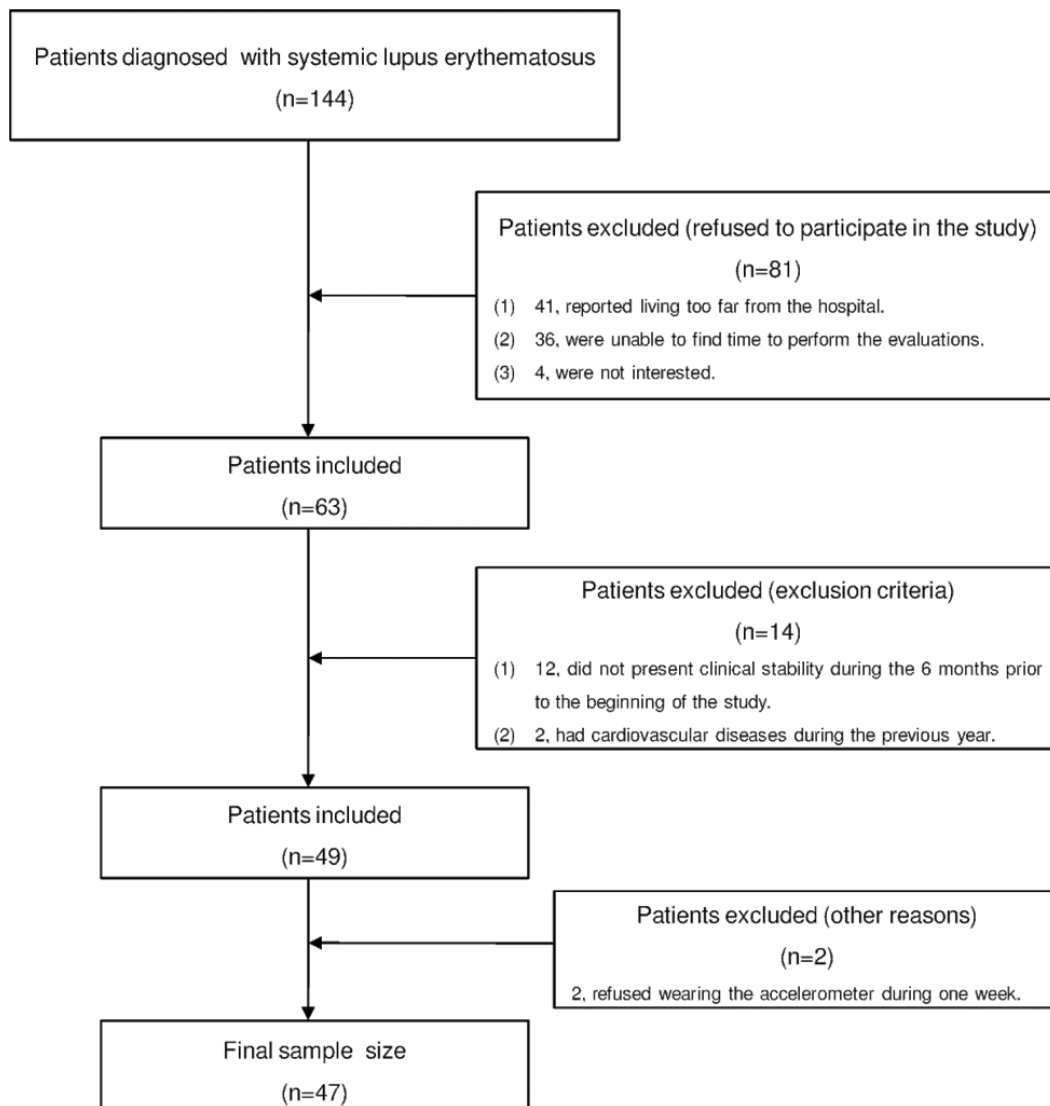 Patients diagnosed with systemic lupus erythematosus
(n=144)
Patients excluded (refused to participate in the study)
(n=81)
(1) 41, reported living too far from the hospital.
(2) 36, were unable to find time to perform the evaluations.
(3) 4, were not interested.
Patients included
(n=63)
Patients excluded (exclusion criteria)
(n=14)
(1) 12, did not present clinical stability during the 6 months prior
to the beginning of the study.
(2) 2, had cardiovascular diseases during the previous year.
Patients included
(n=49)
Patients excluded (other reasons)
(n=2)
2, refused wearing the accelerometer during one week.
Final sample size
(n=47)